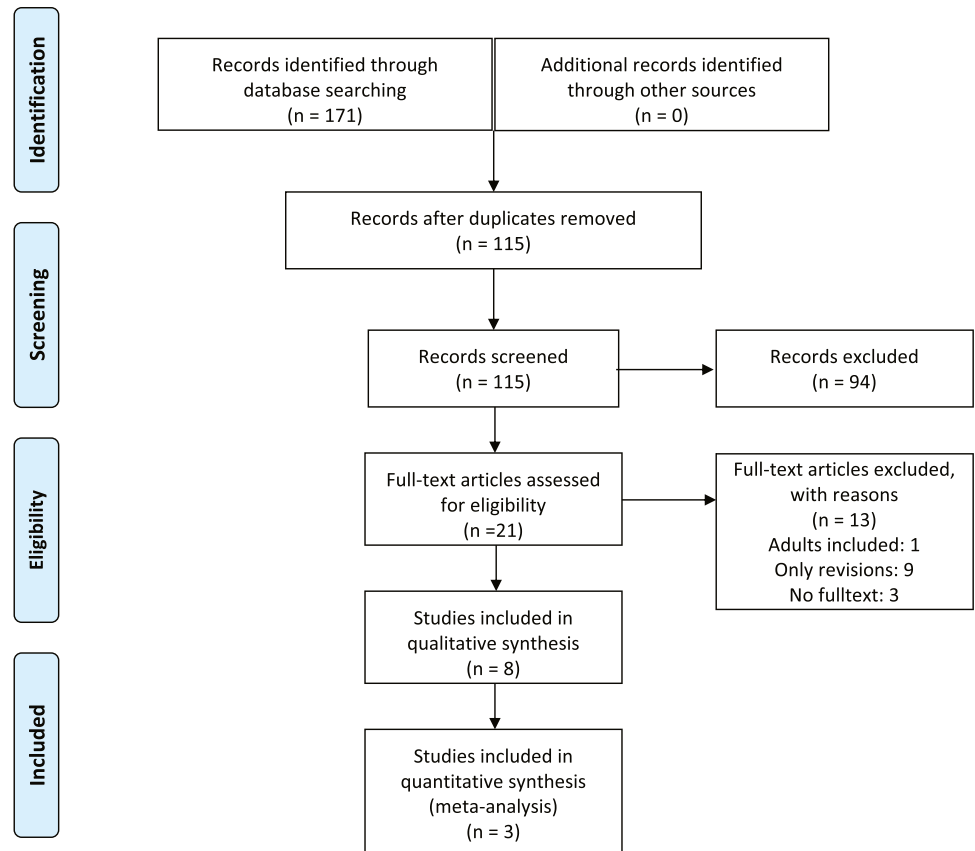 Identification
Records identified through
database searching
(n = 171)
Additional records identified
through other sources
(n = 0)
Records after duplicates removed
(n = 115)
Screening
Records screened
(n = 115)
Records excluded
(n = 94)
Eligibility
Full-text articles assessed
for eligibility
(n =21)
Full-text articles excluded,
with reasons
(n = 13)
Adults included: 1
Only revisions: 9
No fulltext: 3
Studies included in
qualitative synthesis
(n = 8)
Included
Studies included in
quantitative synthesis
(meta-analysis)
(n = 3)